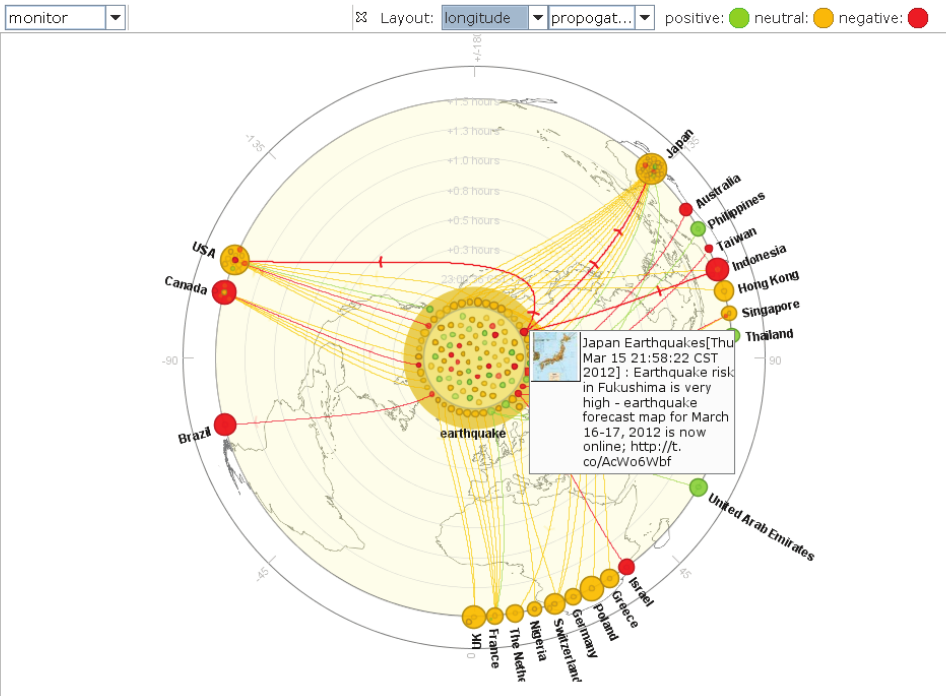 monitor
Layout: longitude propogat... positive: neutral: negative:
+/-180
+1.5 hours
+1.3 hours
+1.0 hours
+0.8 hours
+0.5 hours
+0.3 hours
-135
Japan
Australia
Philippines
Taiwan
Indonesia
Hong Kong
Singapore
Thailand
USA
Canada
-90
90
Brazil
earthquake
Japan Earthquakes[Thu
Mar 15 21:58:22 CST
2012] : Earthquake risk
in Fukushima is very
high - earthquake
forecast map for March
16-17, 2012 is now
online; http://t.
co/AcWo6Wbf
United Arab Emirates
-45
45
Israel
Greece
Poland
Germany
Switzerland
Nigeria
The Nethe
France
UK
0